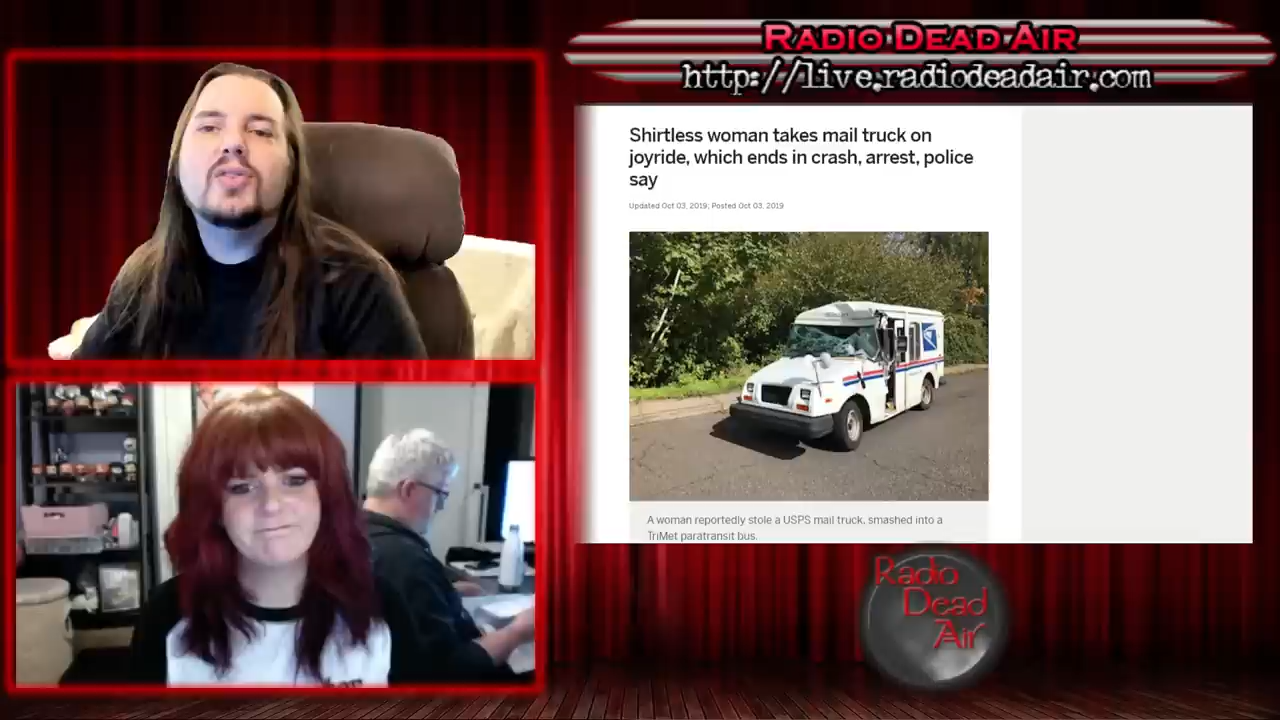 RADIO DEAD AIR
http://live.radiodeadair.com
Shirtless woman takes mail truck on
joyride, which ends in crash, arrest, police
say
Updated Oct 03, 2019; Posted Oct 03, 2019
A woman reportedly stole a USPS mail truck, smashed into a
TriMet paratransit bus.
Radio
Dead
Air